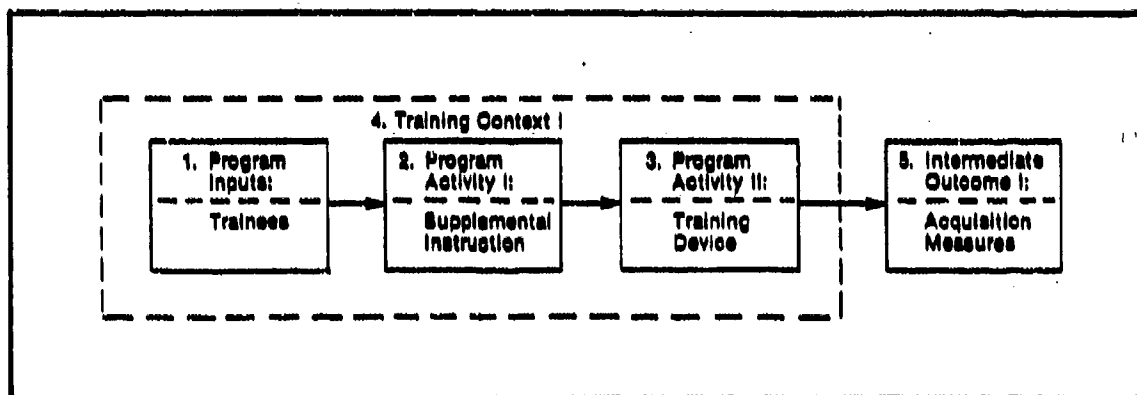 4. Training Context I
1. Program
Inputs:
Trainees
2. Program
Activity I:
Supplemental
Instruction
3. Program
Activity II:
Training
Device
5. Intermediate
Outcome I:
Acquisition
Measures